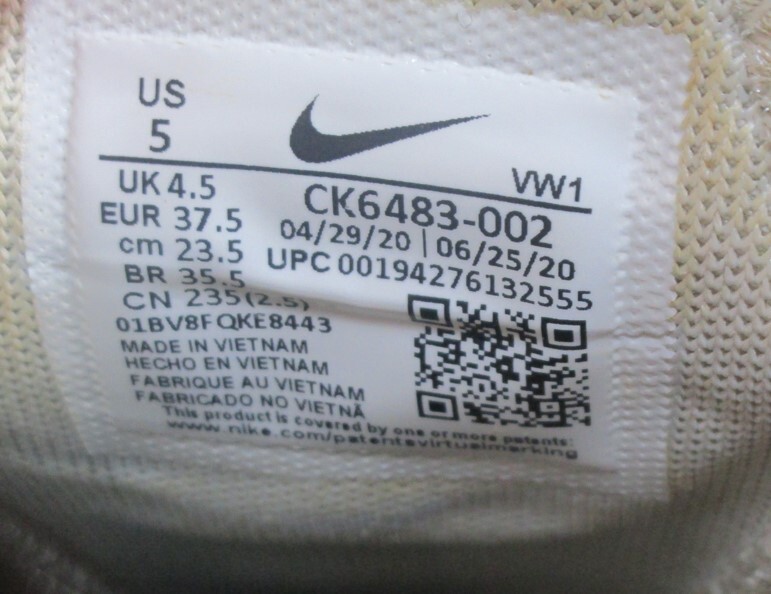 US
5
VW1
UK 4.5
EUR 37.5
cm 23.5
BR 35.5
CN 235(2.5)
CK6483-002
04/29/20 | 06/25/20
UPC 00194276132555
01BV8FQKE8443
MADE IN VIETNAM
HECHO EN VIETNAM
FABRIQUE AU VIETNAM
FABRICADO NO VIETNÃ
This product is covered by one or more patents:
www.nike.com/patentsvirtualmarking